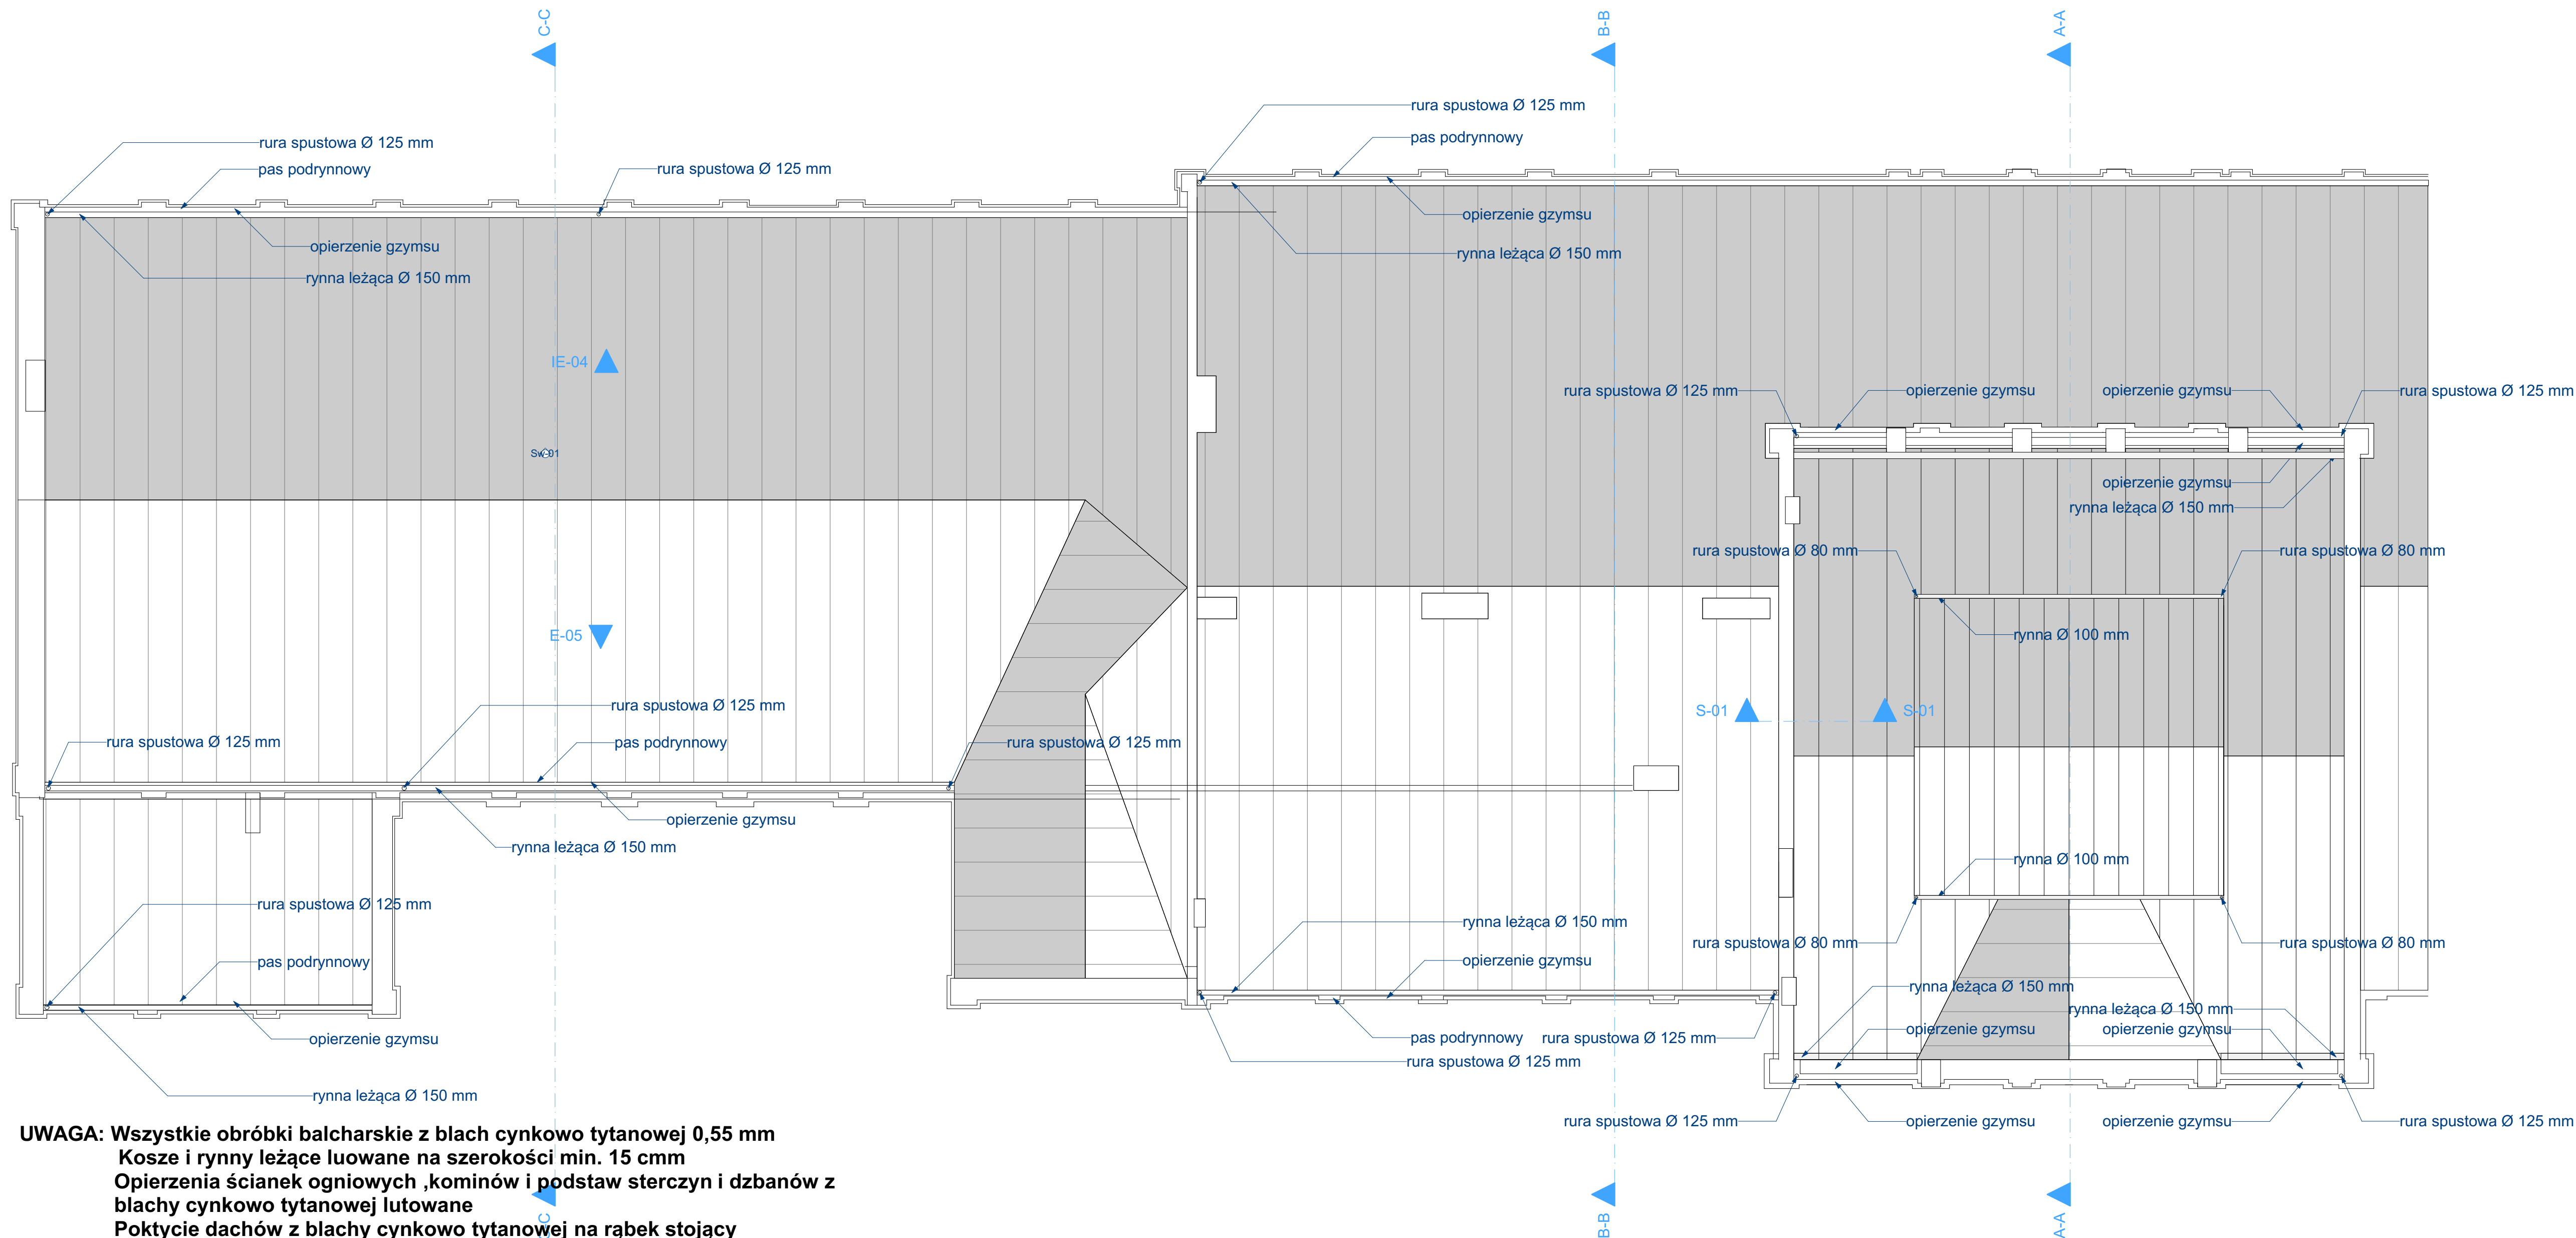 C-C
B-B
A-A
rura spustowa Ø 125 mm
pas podrynnowy
rura spustowa Ø 125 mm
pas podrynnowy
rura spustowa Ø 125 mm
opierzenie gzymsu
rynna leżąca Ø 150 mm
opierzenie gzymsu
rynna leżąca Ø 150 mm
IE-04
rura spustowa Ø 125 mm
opierzenie gzymsu
opierzenie gzymsu
rura spustowa Ø 125 mm
Sw-01
opierzenie gzymsu
rynna leżąca Ø 150 mm
rura spustowa Ø 80 mm
rura spustowa Ø 80 mm
E-05
rynna Ø 100 mm
rura spustowa Ø 125 mm
S-01
S-01
rura spustowa Ø 125 mm
pas podrynnowy
rura spustowa Ø 125 mm
opierzenie gzymsu
rynna leżąca Ø 150 mm
rynna Ø 100 mm
rura spustowa Ø 125 mm
rynna leżąca Ø 150 mm
rura spustowa Ø 80 mm
rura spustowa Ø 80 mm
pas podrynnowy
opierzenie gzymsu
rynna leżąca Ø 150 mm
rynna leżąca Ø 150 mm
opierzenie gzymsu
opierzenie gzymsu
opierzenie gzymsu
pas podrynnowy
rura spustowa Ø 125 mm
rura spustowa Ø 125 mm
rynna leżąca Ø 150 mm
rura spustowa Ø 125 mm
opierzenie gzymsu
opierzenie gzymsu
rura spustowa Ø 125 mm
UWAGA: Wszystkie obróbki balcharskie z blach cynkowo tytanowej 0,55 mm
Kosze i rynny leżące luowane na szerokości min. 15 cmm
Opierzenia ścianek ogniowych ,kominów i podstaw sterczyn i dzbanów z
blachy cynkowo tytanowej lutowane
Poktycie dachów z blachy cynkowo tytanowej na rąbek stojący
C-C
B-B
A-A